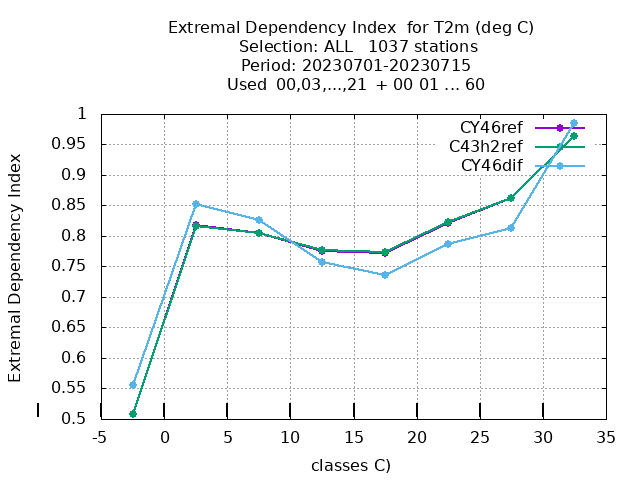 Extremal Dependency Index  for T2m (deg C)
Selection: ALL   1037 stations
Period: 20230701-20230715
Used  00,03,...,21  + 00 01 ... 60
CY46ref
C43h2ref
CY46dif
1
0.95
0.9
0.85
0.8
0.75
0.7
0.65
0.6
0.55
0.5
Extremal Dependency Index
-5
0
5
10
15
20
25
30
35
classes C)